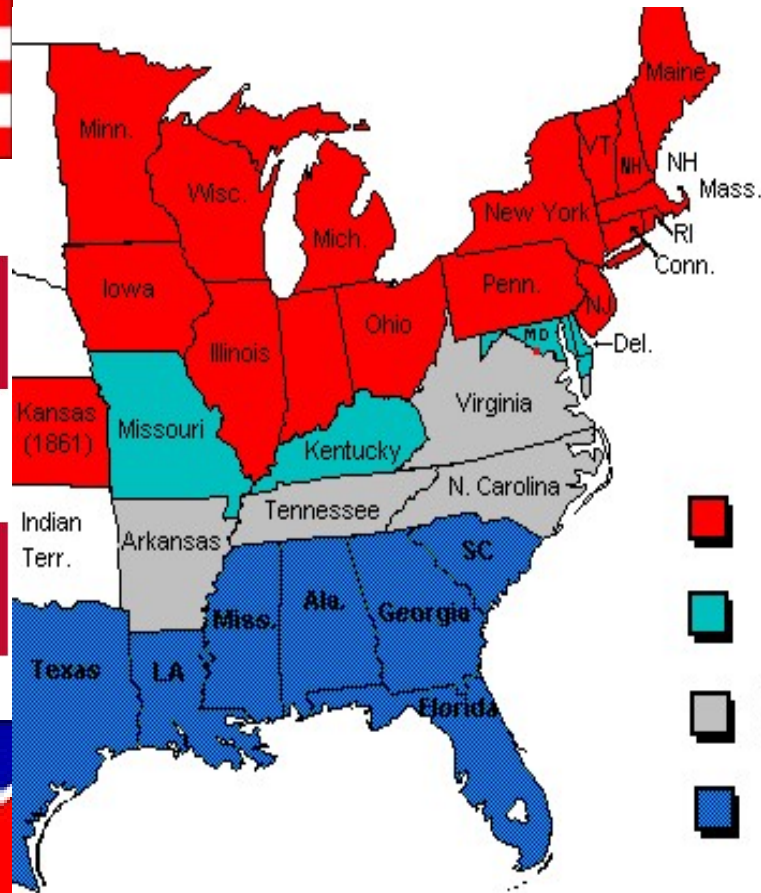 Maine
Minn.
VT
NH
NH
Wisc.
Mass.
New York
Mich.
RI
Conn.
Iowa
Penn.
NJ
Ohio
MD
Illinois
Del.
Kansas
(1861)
Missouri
Virginia
Kentucky
N. Carolina
Tennessee
Indian
Terr.
Arkansas
SC
Ala.
Miss.
Georgia
Texas
LA
Florida